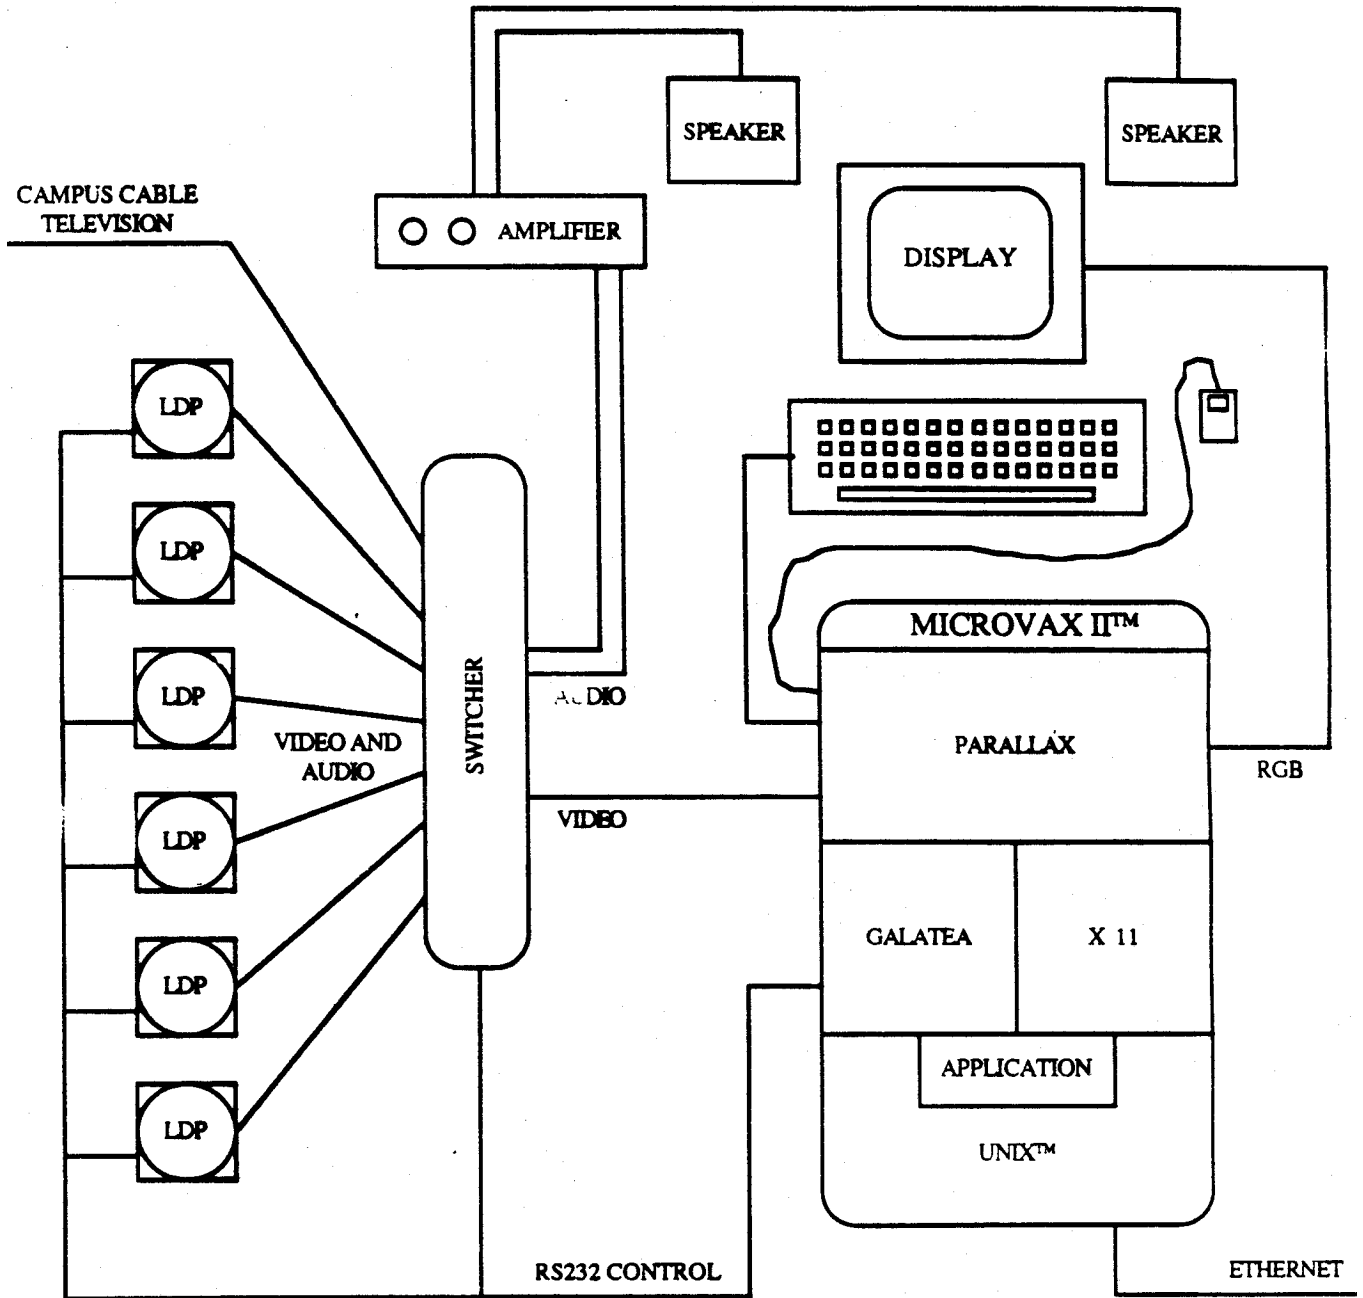 SPEAKER
SPEAKER
CAMPUS CABLE
TELEVISION
AMPLIFIER
DISPLAY
LDP
LDP
LDP
LDP
LDP
LDP
VIDEO AND
AUDIO
SWITCHER
AUDIO
VIDEO
MICROVAX II™
PARALLAX
RGB
GALATEA
X 11
APPLICATION
UNIX™
RS232 CONTROL
ETHERNET